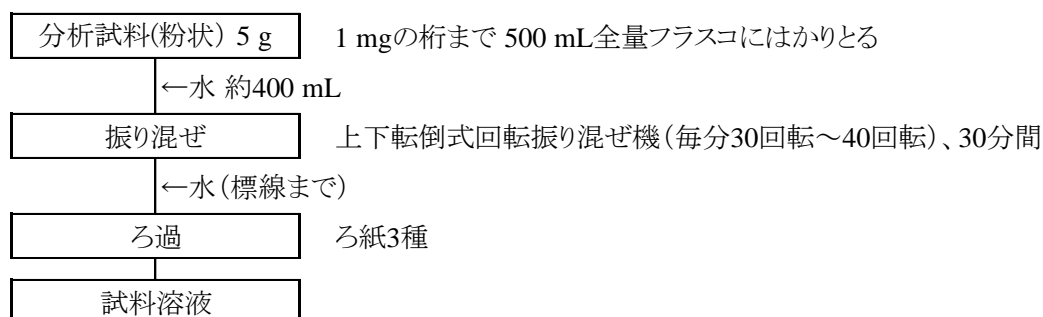 分析試料(粉状) 5 g 1 mgの桁まで 500 mL全量フラスコにはかりとる
←水 約400 mL
振り混ぜ 上下転倒式回転振り混ぜ機(毎分30回転～40回転)、30分間
←水(標線まで)
ろ過 ろ紙3種
試料溶液